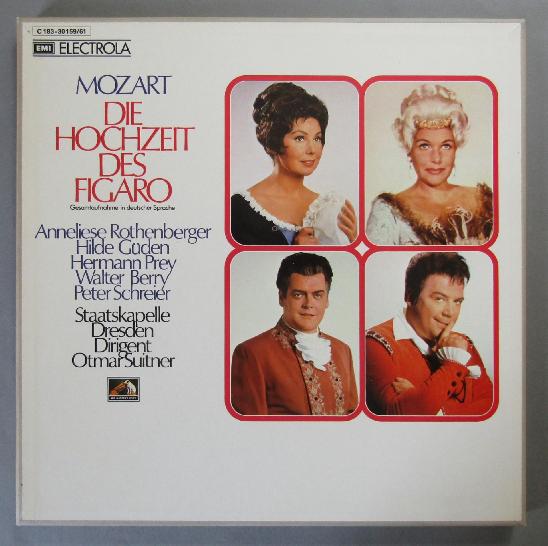 C 183-30159/61
EMI ELECTROLA
MOZART
DIE
HOCHZEIT
DES
FIGARO
Gesamtaufnahme in deutscher Sprache
Anneliese Rothenberger
Hilde Güden
Hermann Prey
Walter Berry
Peter Schreier
Staatskapelle
Dresden
Dirigent
Otmar Suitner